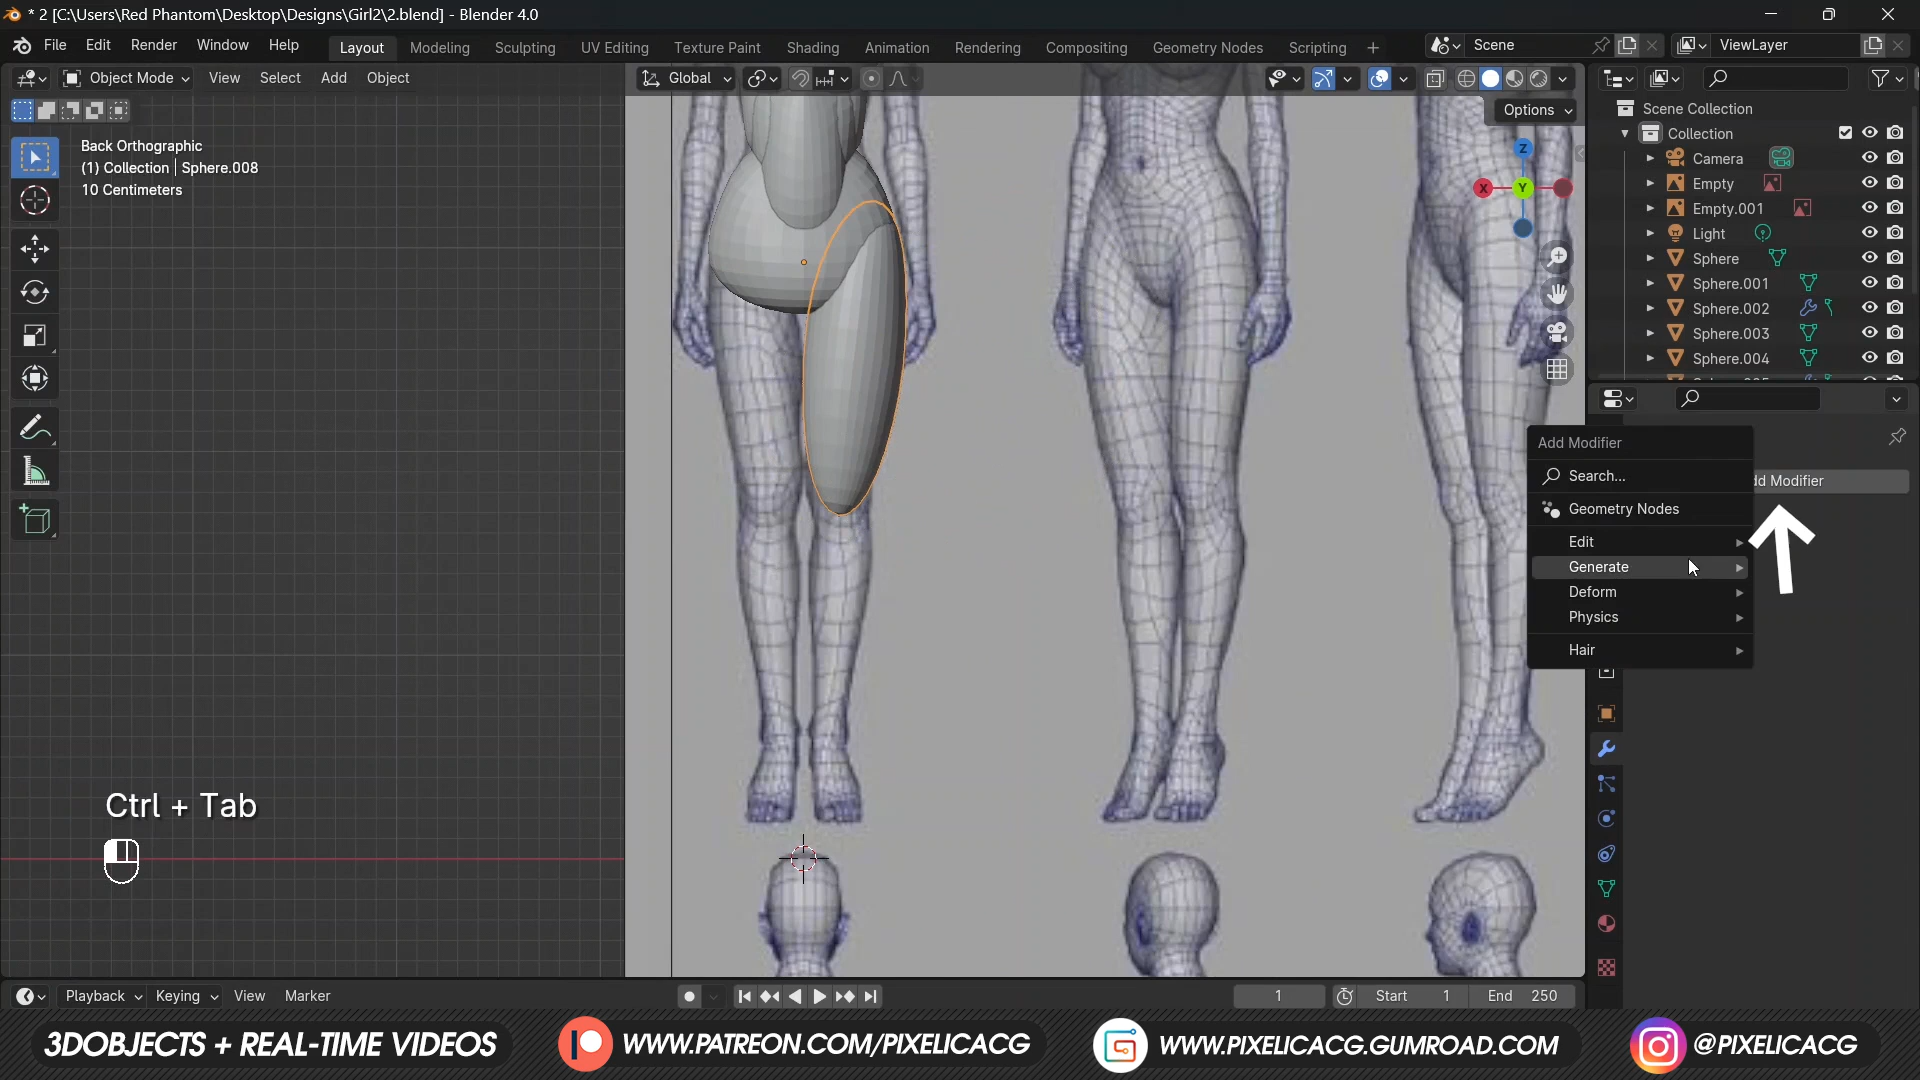 * 2 [C:\Users\Red Phantom\Desktop\Designs\Girl2\2.blend] - Blender 4.0
File Edit Render Window Help Layout Modeling Sculpting UV Editing Texture Paint Shading Animation Rendering Compositing Geometry Nodes Scripting + Scene ViewLayer
Object Mode View Select Add Object Global
Options
Back Orthographic
(1) Collection | Sphere.008
10 Centimeters
Z
X Y
Scene Collection
Collection
Camera
Empty
Empty.001
Light
Sphere
Sphere.001
Sphere.002
Sphere.003
Sphere.004
Add Modifier
Search...
dd Modifier
Geometry Nodes
Edit
Generate
Deform
Physics
Hair
Ctrl + Tab
Playback Keying View Marker 1 Start 1 End 250
3DOBJECTS + REAL-TIME VIDEOS WWW.PATREON.COM/PIXELICACG WWW.PIXELICACG.GUMROAD.COM @PIXELICACG